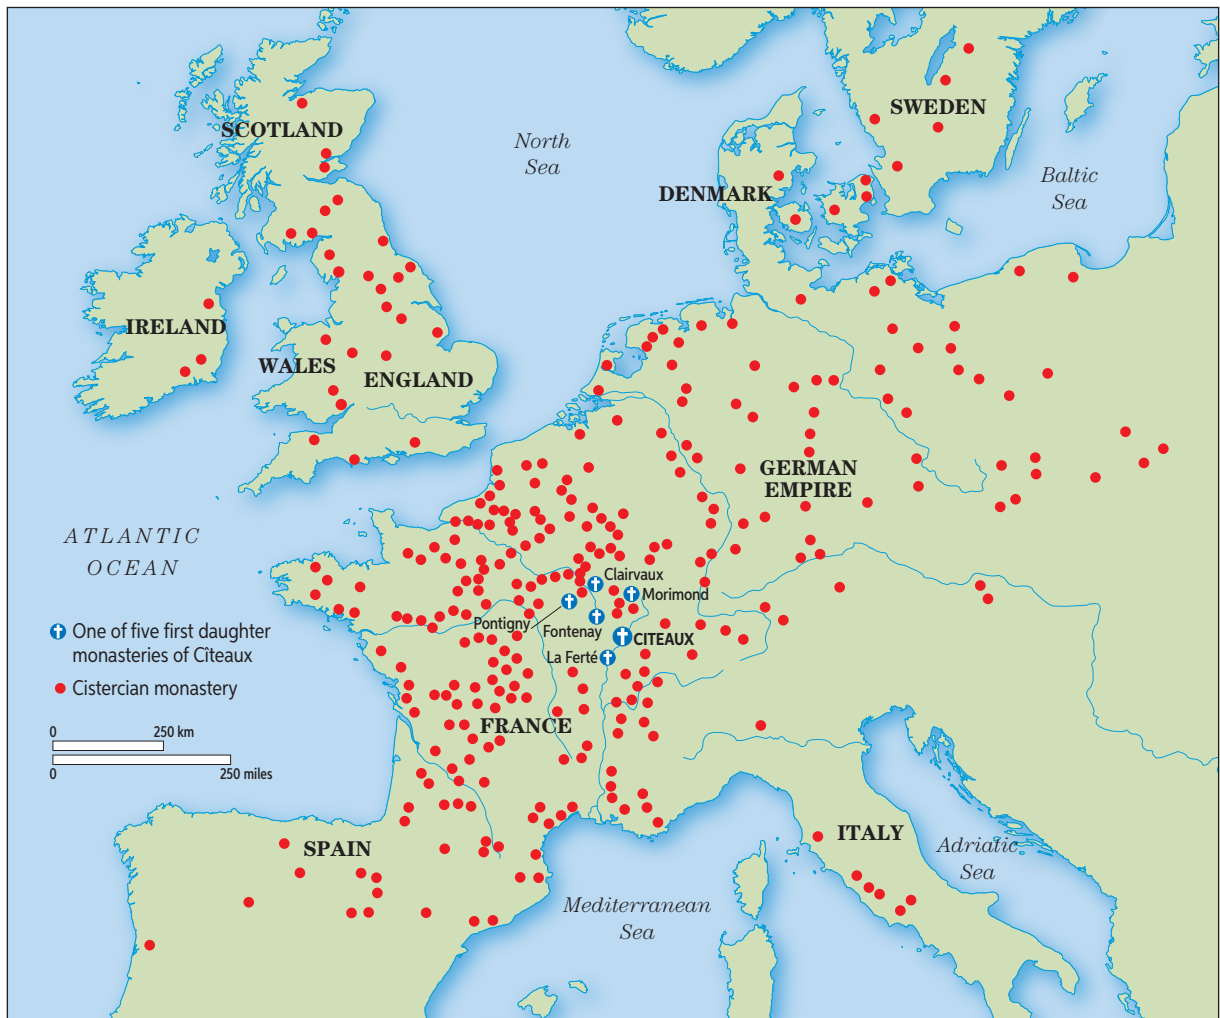 SCOTLAND
North
Sea
SWEDEN
DENMARK
Baltic
Sea
IRELAND
WALES
ENGLAND
GERMAN
EMPIRE
ATLANTIC
OCEAN
Clairvaux
Morimond
Pontigny
Fontenay
CITEAUX
La Ferté
One of five first daughter
monasteries of Cîteaux
Cistercian monastery
0
250 km
0
250 miles
FRANCE
SPAIN
ITALY
Adriatic
Sea
Mediterranean
Sea